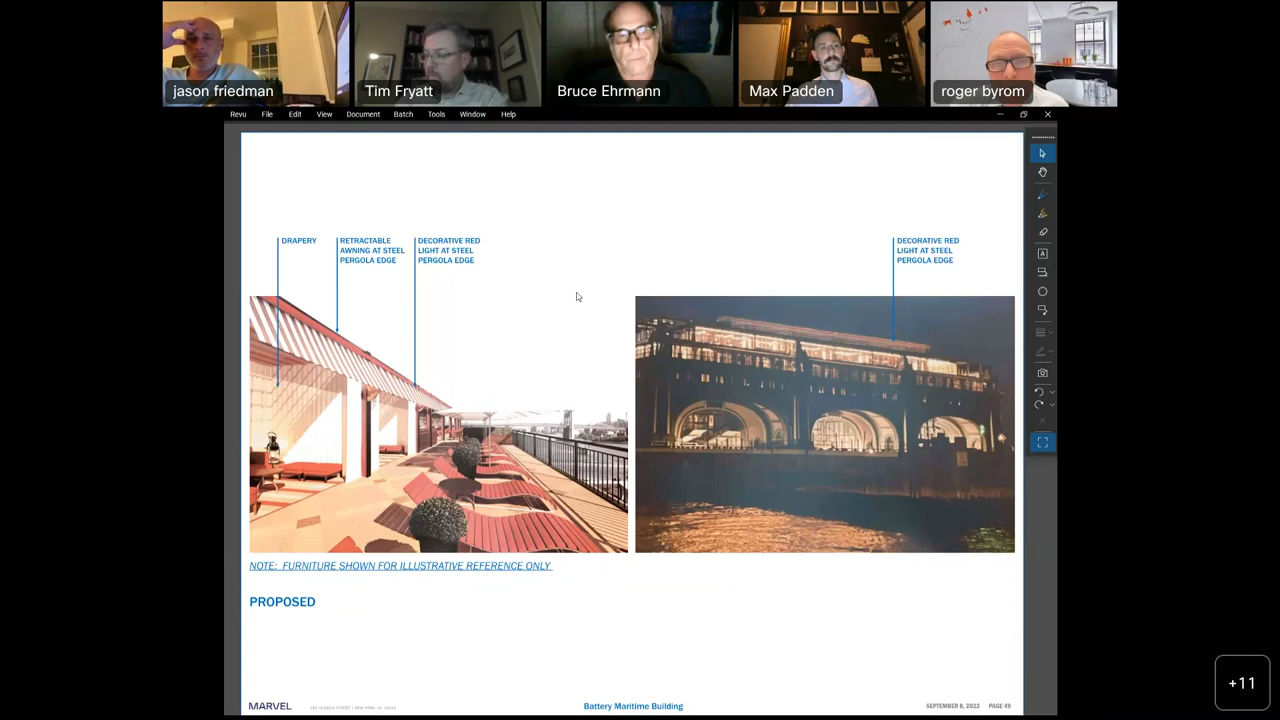 jason friedman
Tim Fryatt
Bruce Ehrmann
Max Padden
roger byrom
Revu File Edit View Document Batch Tools Window Help
DRAPERY
RETRACTABLE
AWNING AT STEEL
PERGOLA EDGE
DECORATIVE RED
LIGHT AT STEEL
PERGOLA EDGE
DECORATIVE RED
LIGHT AT STEEL
PERGOLA EDGE
NOTE: FURNITURE SHOWN FOR ILLUSTRATIVE REFERENCE ONLY
PROPOSED
MARVEL
Battery Maritime Building
SEPTEMBER 8, 2022 PAGE 49
+11